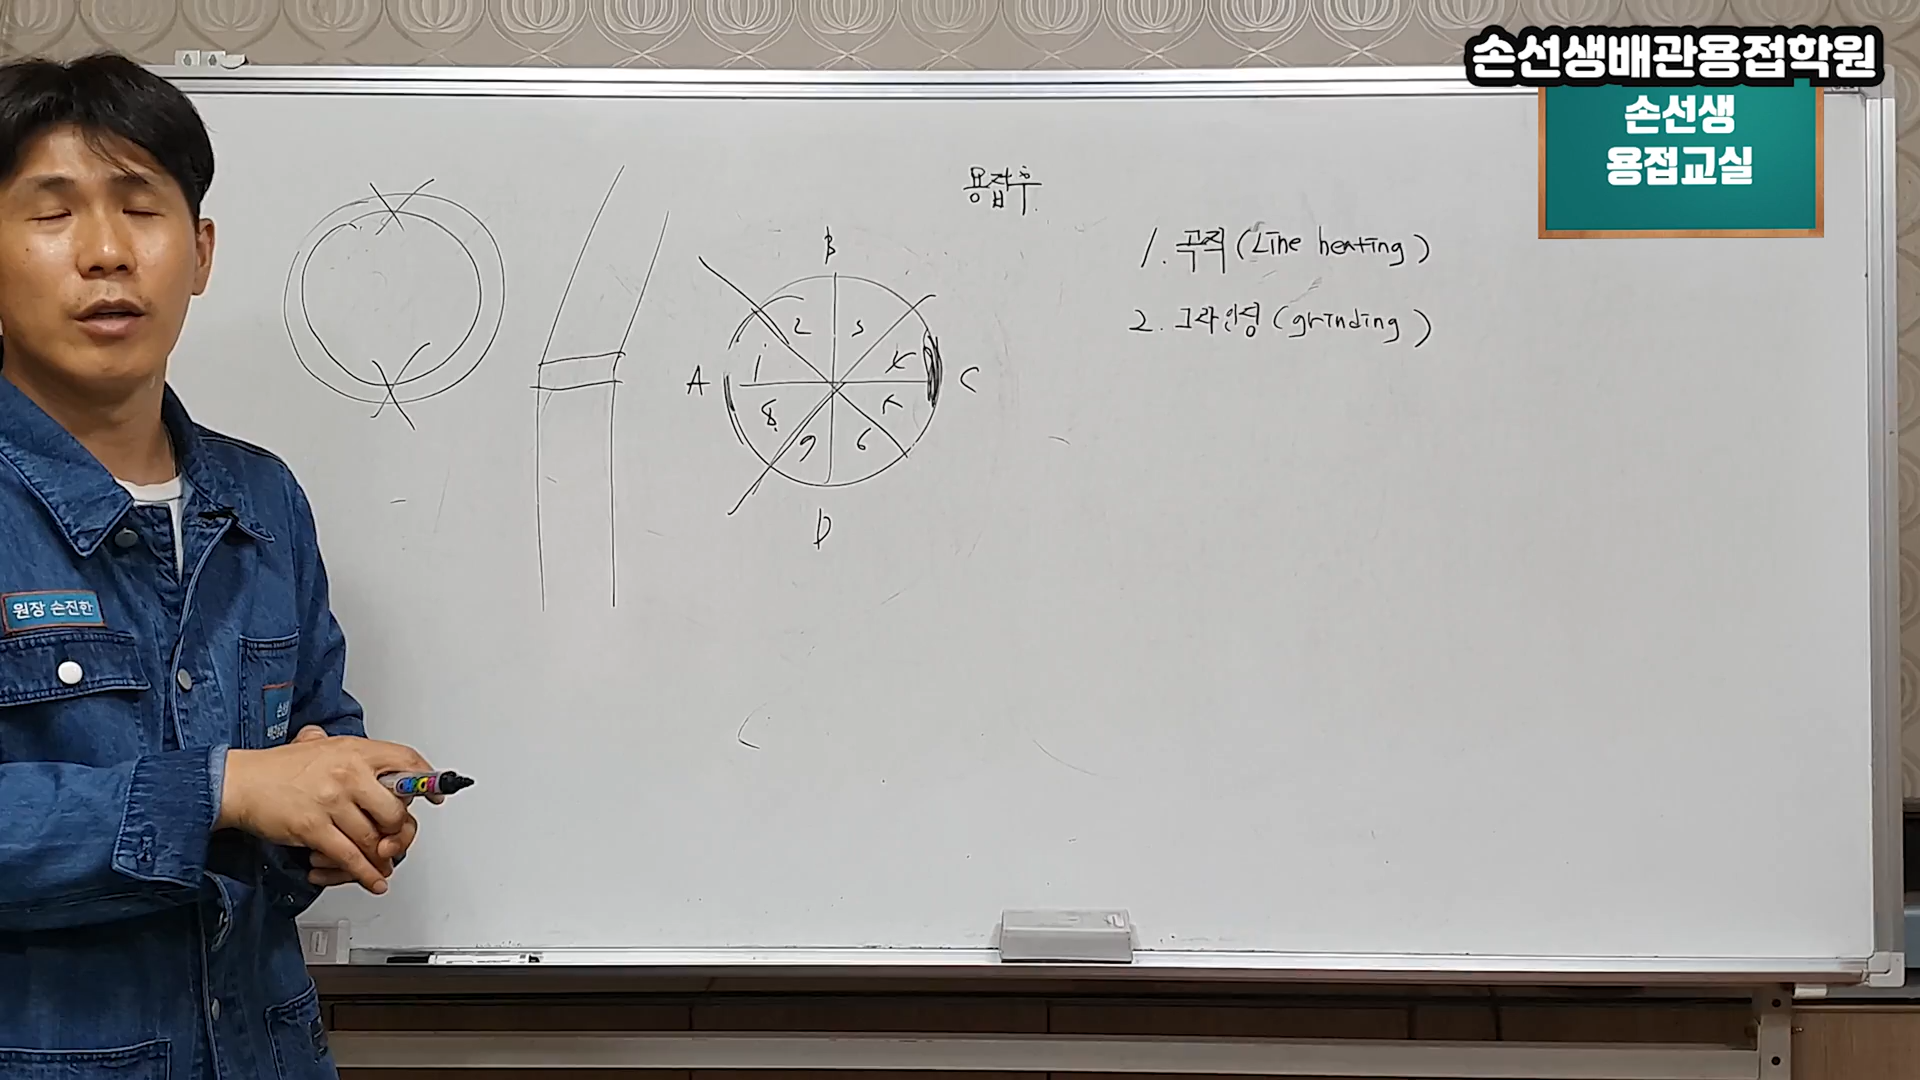 손선생배관용접학원
손선생
용접교실
용접후
1. 곡직 (Line heating)
2. 그라인딩 (grinding)
B
2
3
A
1
C
8
7
6
D
원장 손진한